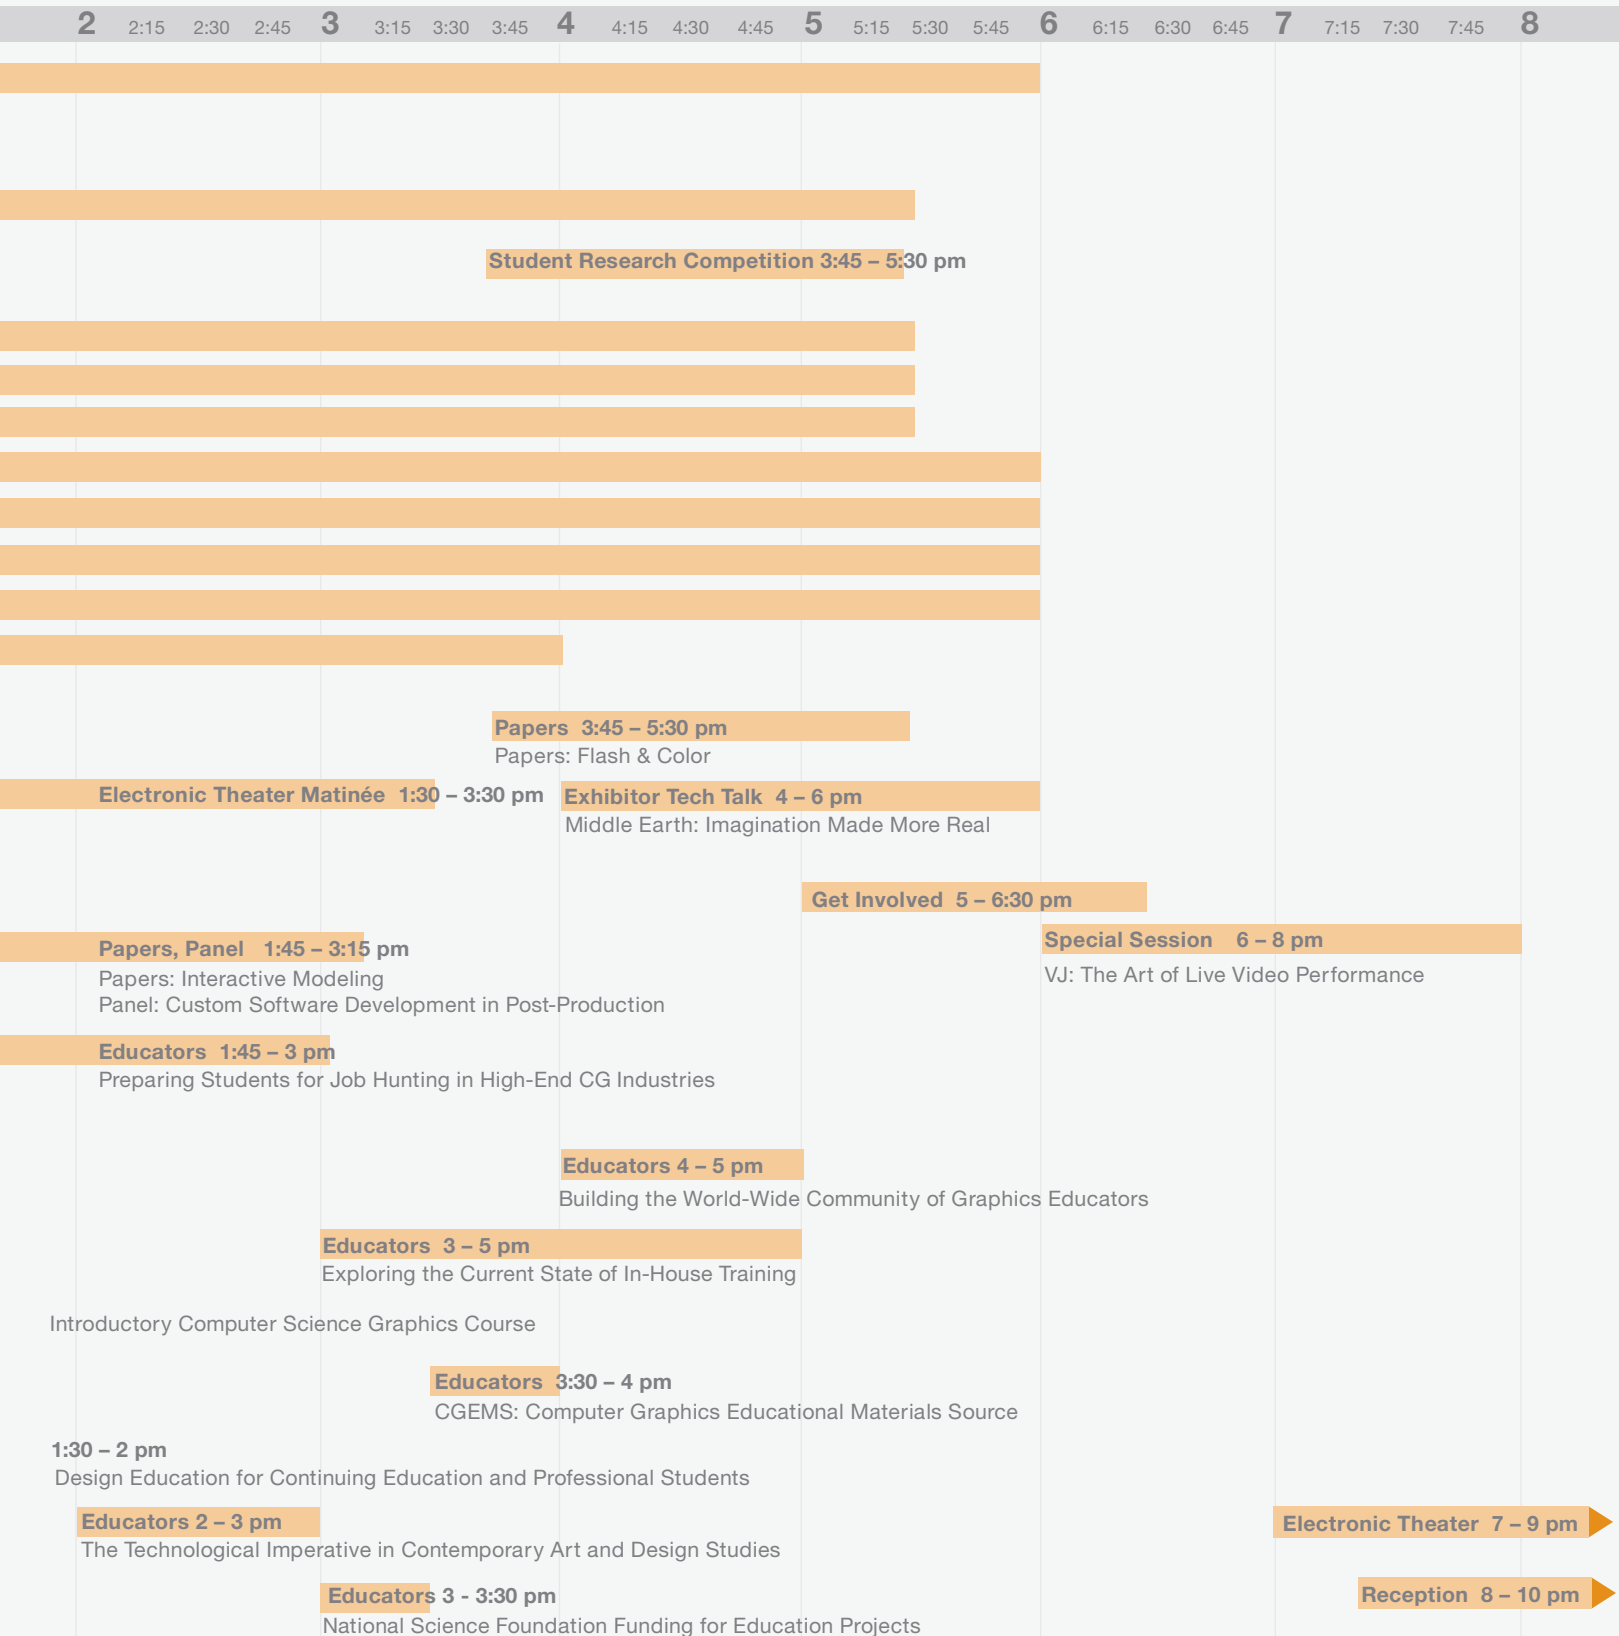 2 2:15 2:30 2:45 3 3:15 3:30 3:45 4 4:15 4:30 4:45 5 5:15 5:30 5:45 6 6:15 6:30 6:45 7 7:15 7:30 7:45 8
Student Research Competition 3:45 – 5:30 pm
Papers 3:45 – 5:30 pm
Papers: Flash & Color
Electronic Theater Matinée 1:30 – 3:30 pm
Exhibitor Tech Talk 4 – 6 pm
Middle Earth: Imagination Made More Real
Get Involved 5 – 6:30 pm
Special Session 6 – 8 pm
VJ: The Art of Live Video Performance
Papers, Panel 1:45 – 3:15 pm
Papers: Interactive Modeling
Panel: Custom Software Development in Post-Production
Educators 1:45 – 3 pm
Preparing Students for Job Hunting in High-End CG Industries
Educators 4 – 5 pm
Building the World-Wide Community of Graphics Educators
Educators 3 – 5 pm
Exploring the Current State of In-House Training
Introductory Computer Science Graphics Course
Educators 3:30 – 4 pm
CGEMS: Computer Graphics Educational Materials Source
1:30 – 2 pm
Design Education for Continuing Education and Professional Students
Educators 2 – 3 pm
The Technological Imperative in Contemporary Art and Design Studies
Electronic Theater 7 – 9 pm
Educators 3 - 3:30 pm
National Science Foundation Funding for Education Projects
Reception 8 – 10 pm